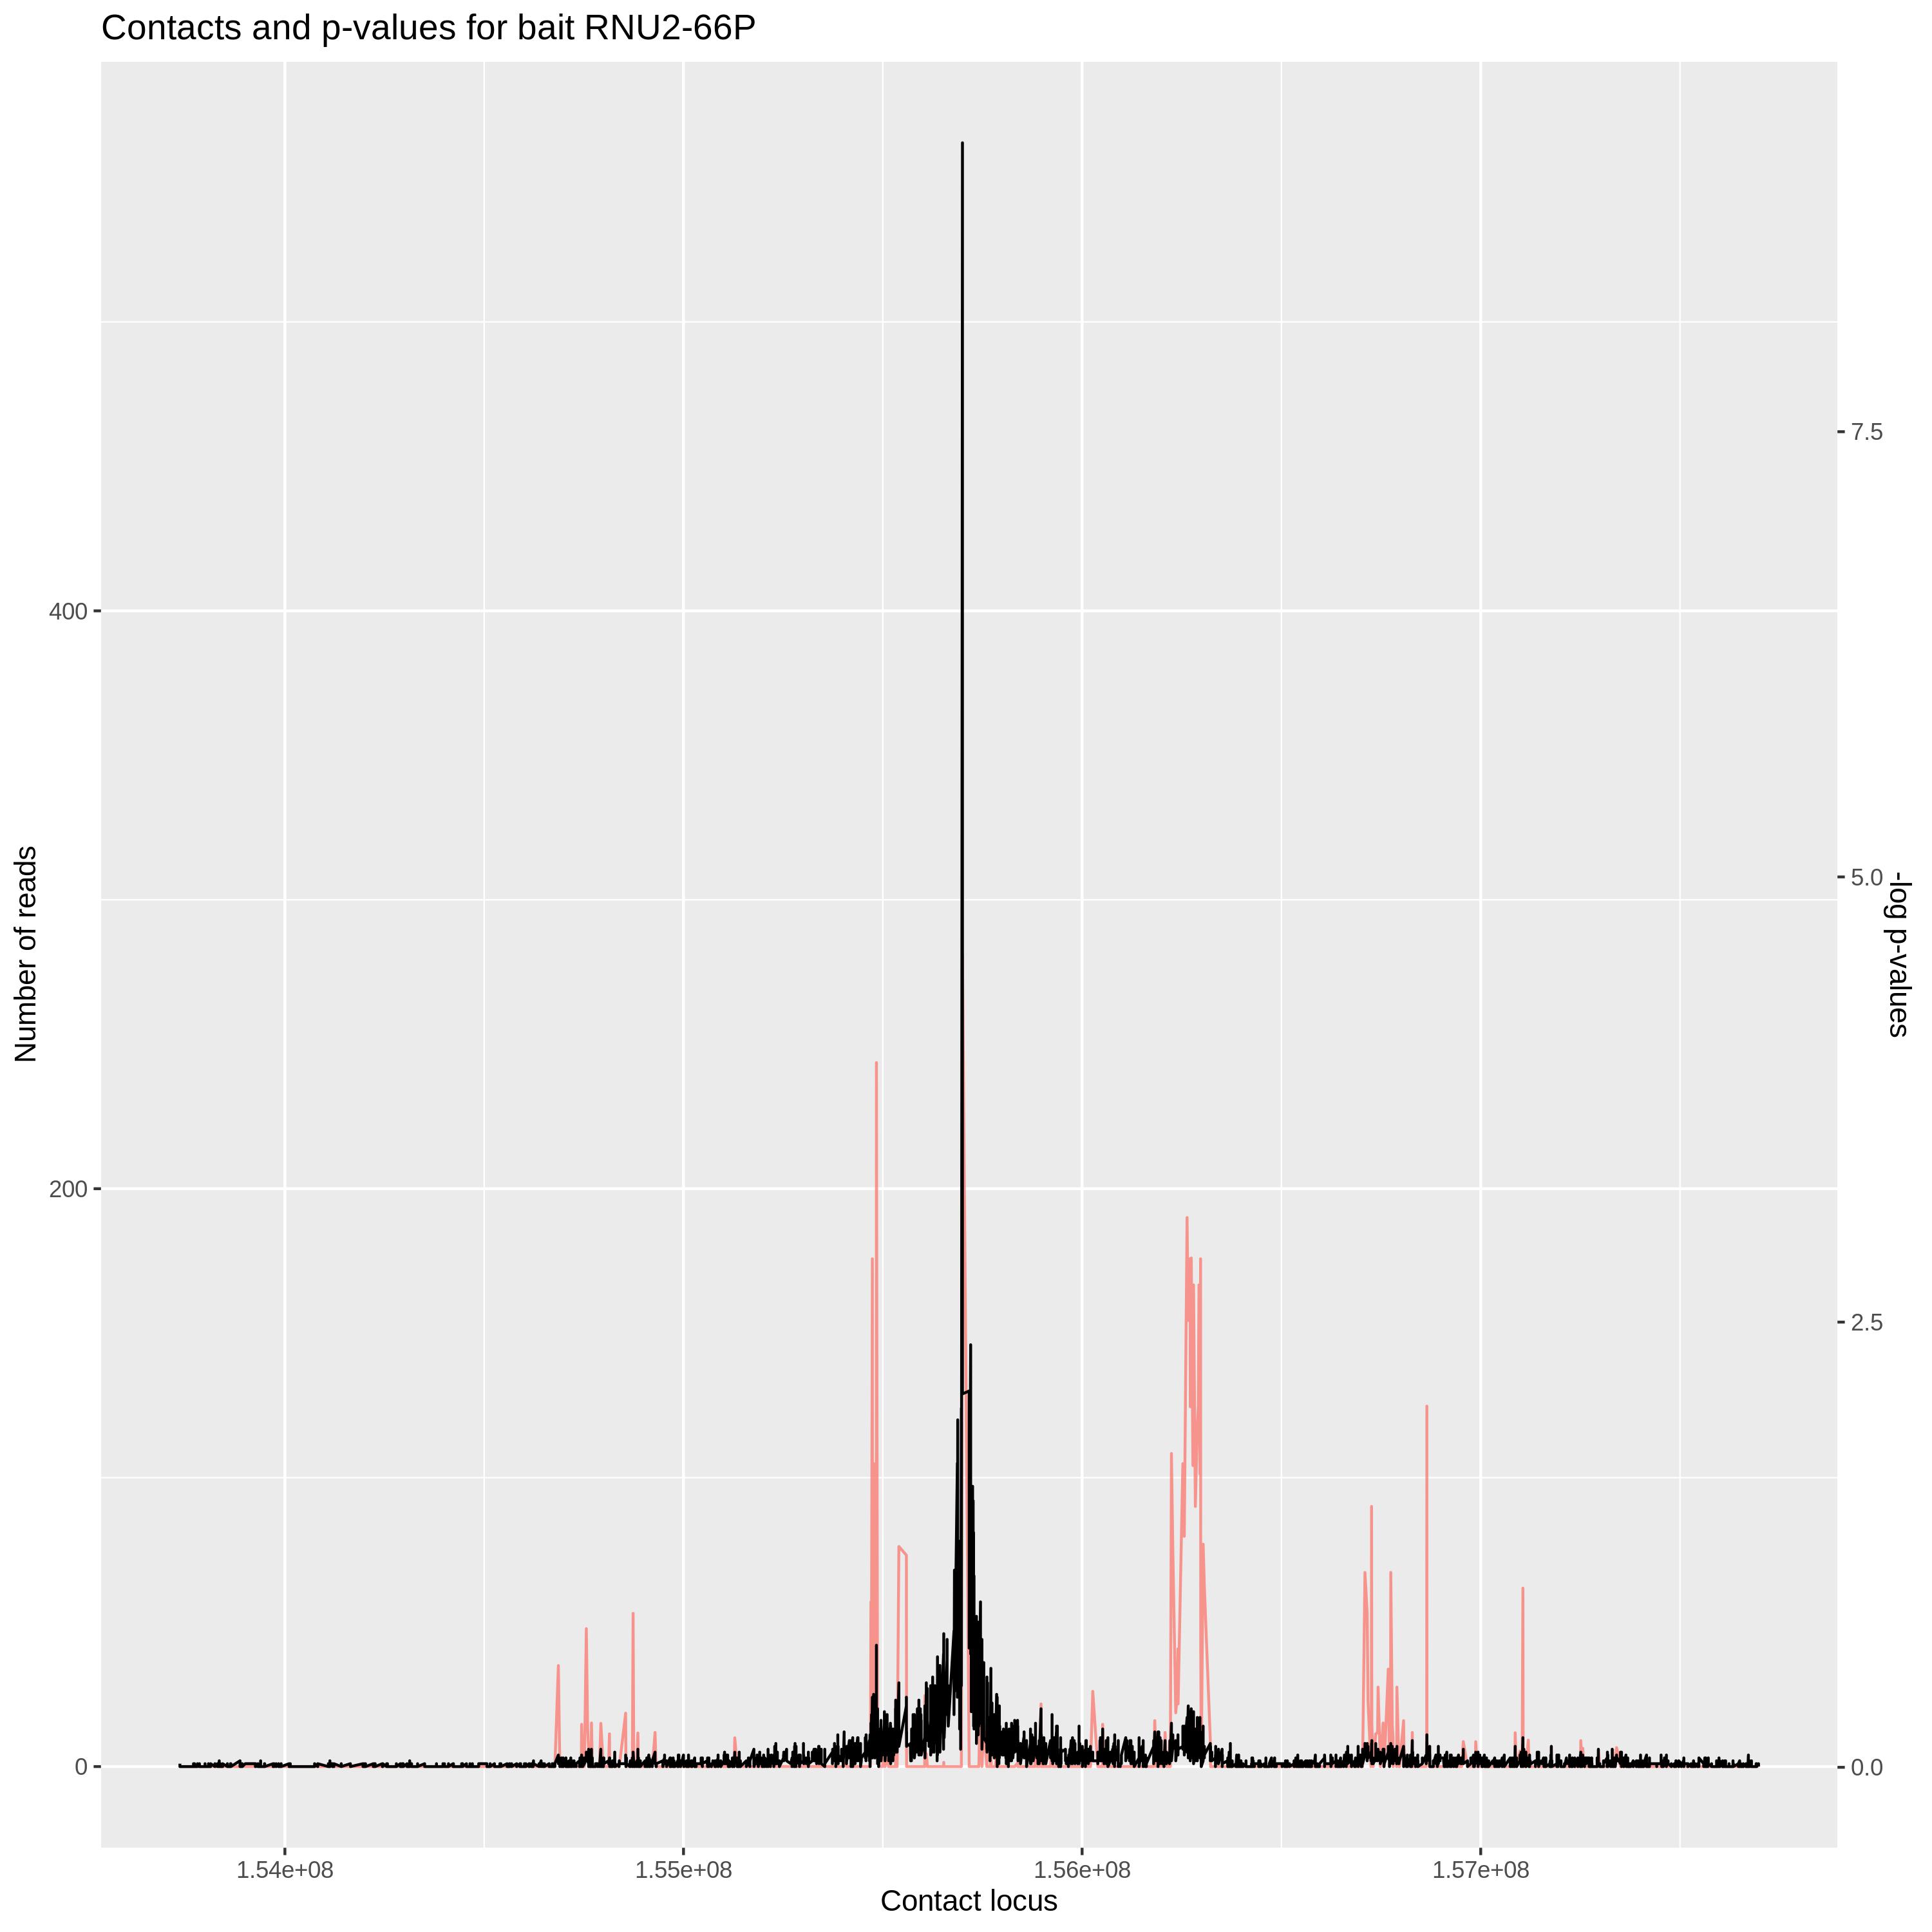 Contacts and p-values for bait RNU2-66P
Number of reads
400
200
0
7.5
5.0
2.5
0.0
-log p-values
1.54e+08
1.55e+08
1.56e+08
1.57e+08
Contact locus